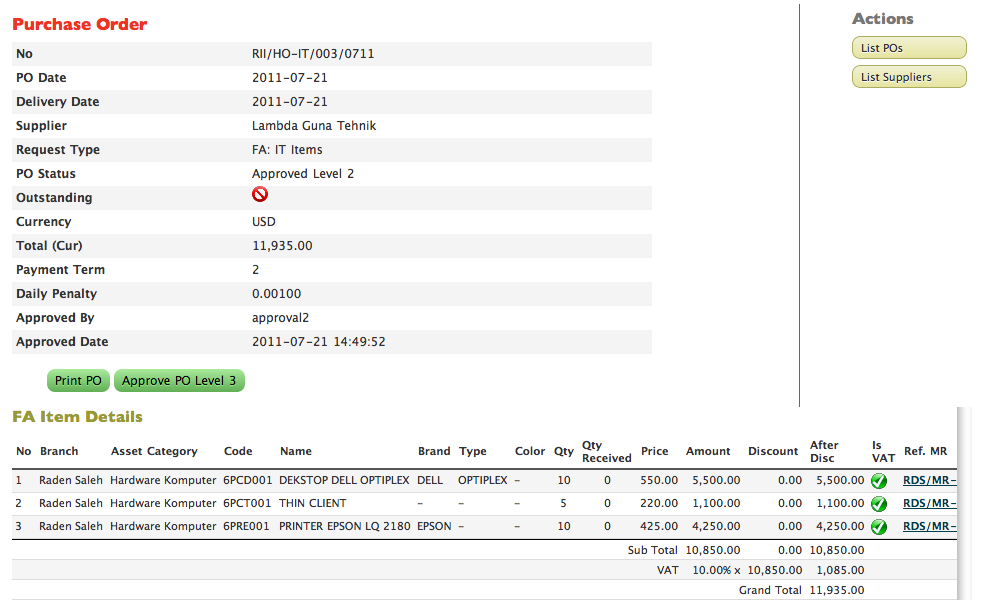 Purchase Order
No RII/HO-IT/003/0711
PO Date 2011-07-21
Delivery Date 2011-07-21
Supplier Lambda Guna Tehnik
Request Type FA: IT Items
PO Status Approved Level 2
Outstanding
Currency USD
Total (Cur) 11,935.00
Payment Term 2
Daily Penalty 0.00100
Approved By approval2
Approved Date 2011-07-21 14:49:52
Print PO Approve PO Level 3
Actions
List POs
List Suppliers
FA Item Details
No Branch Asset Category Code Name Brand Type Color Qty Qty Received Price Amount Discount After Disc Is VAT Ref. MR
1 Raden Saleh Hardware Komputer 6PCD001 DEKSTOP DELL OPTIPLEX DELL OPTIPLEX - 10 0 550.00 5,500.00 0.00 5,500.00 RDS/MR-
2 Raden Saleh Hardware Komputer 6PCT001 THIN CLIENT - - - 5 0 220.00 1,100.00 0.00 1,100.00 RDS/MR-
3 Raden Saleh Hardware Komputer 6PRE001 PRINTER EPSON LQ 2180 EPSON - - 10 0 425.00 4,250.00 0.00 4,250.00 RDS/MR-
Sub Total 10,850.00 0.00 10,850.00
VAT 10.00% x 10,850.00 1,085.00
Grand Total 11,935.00